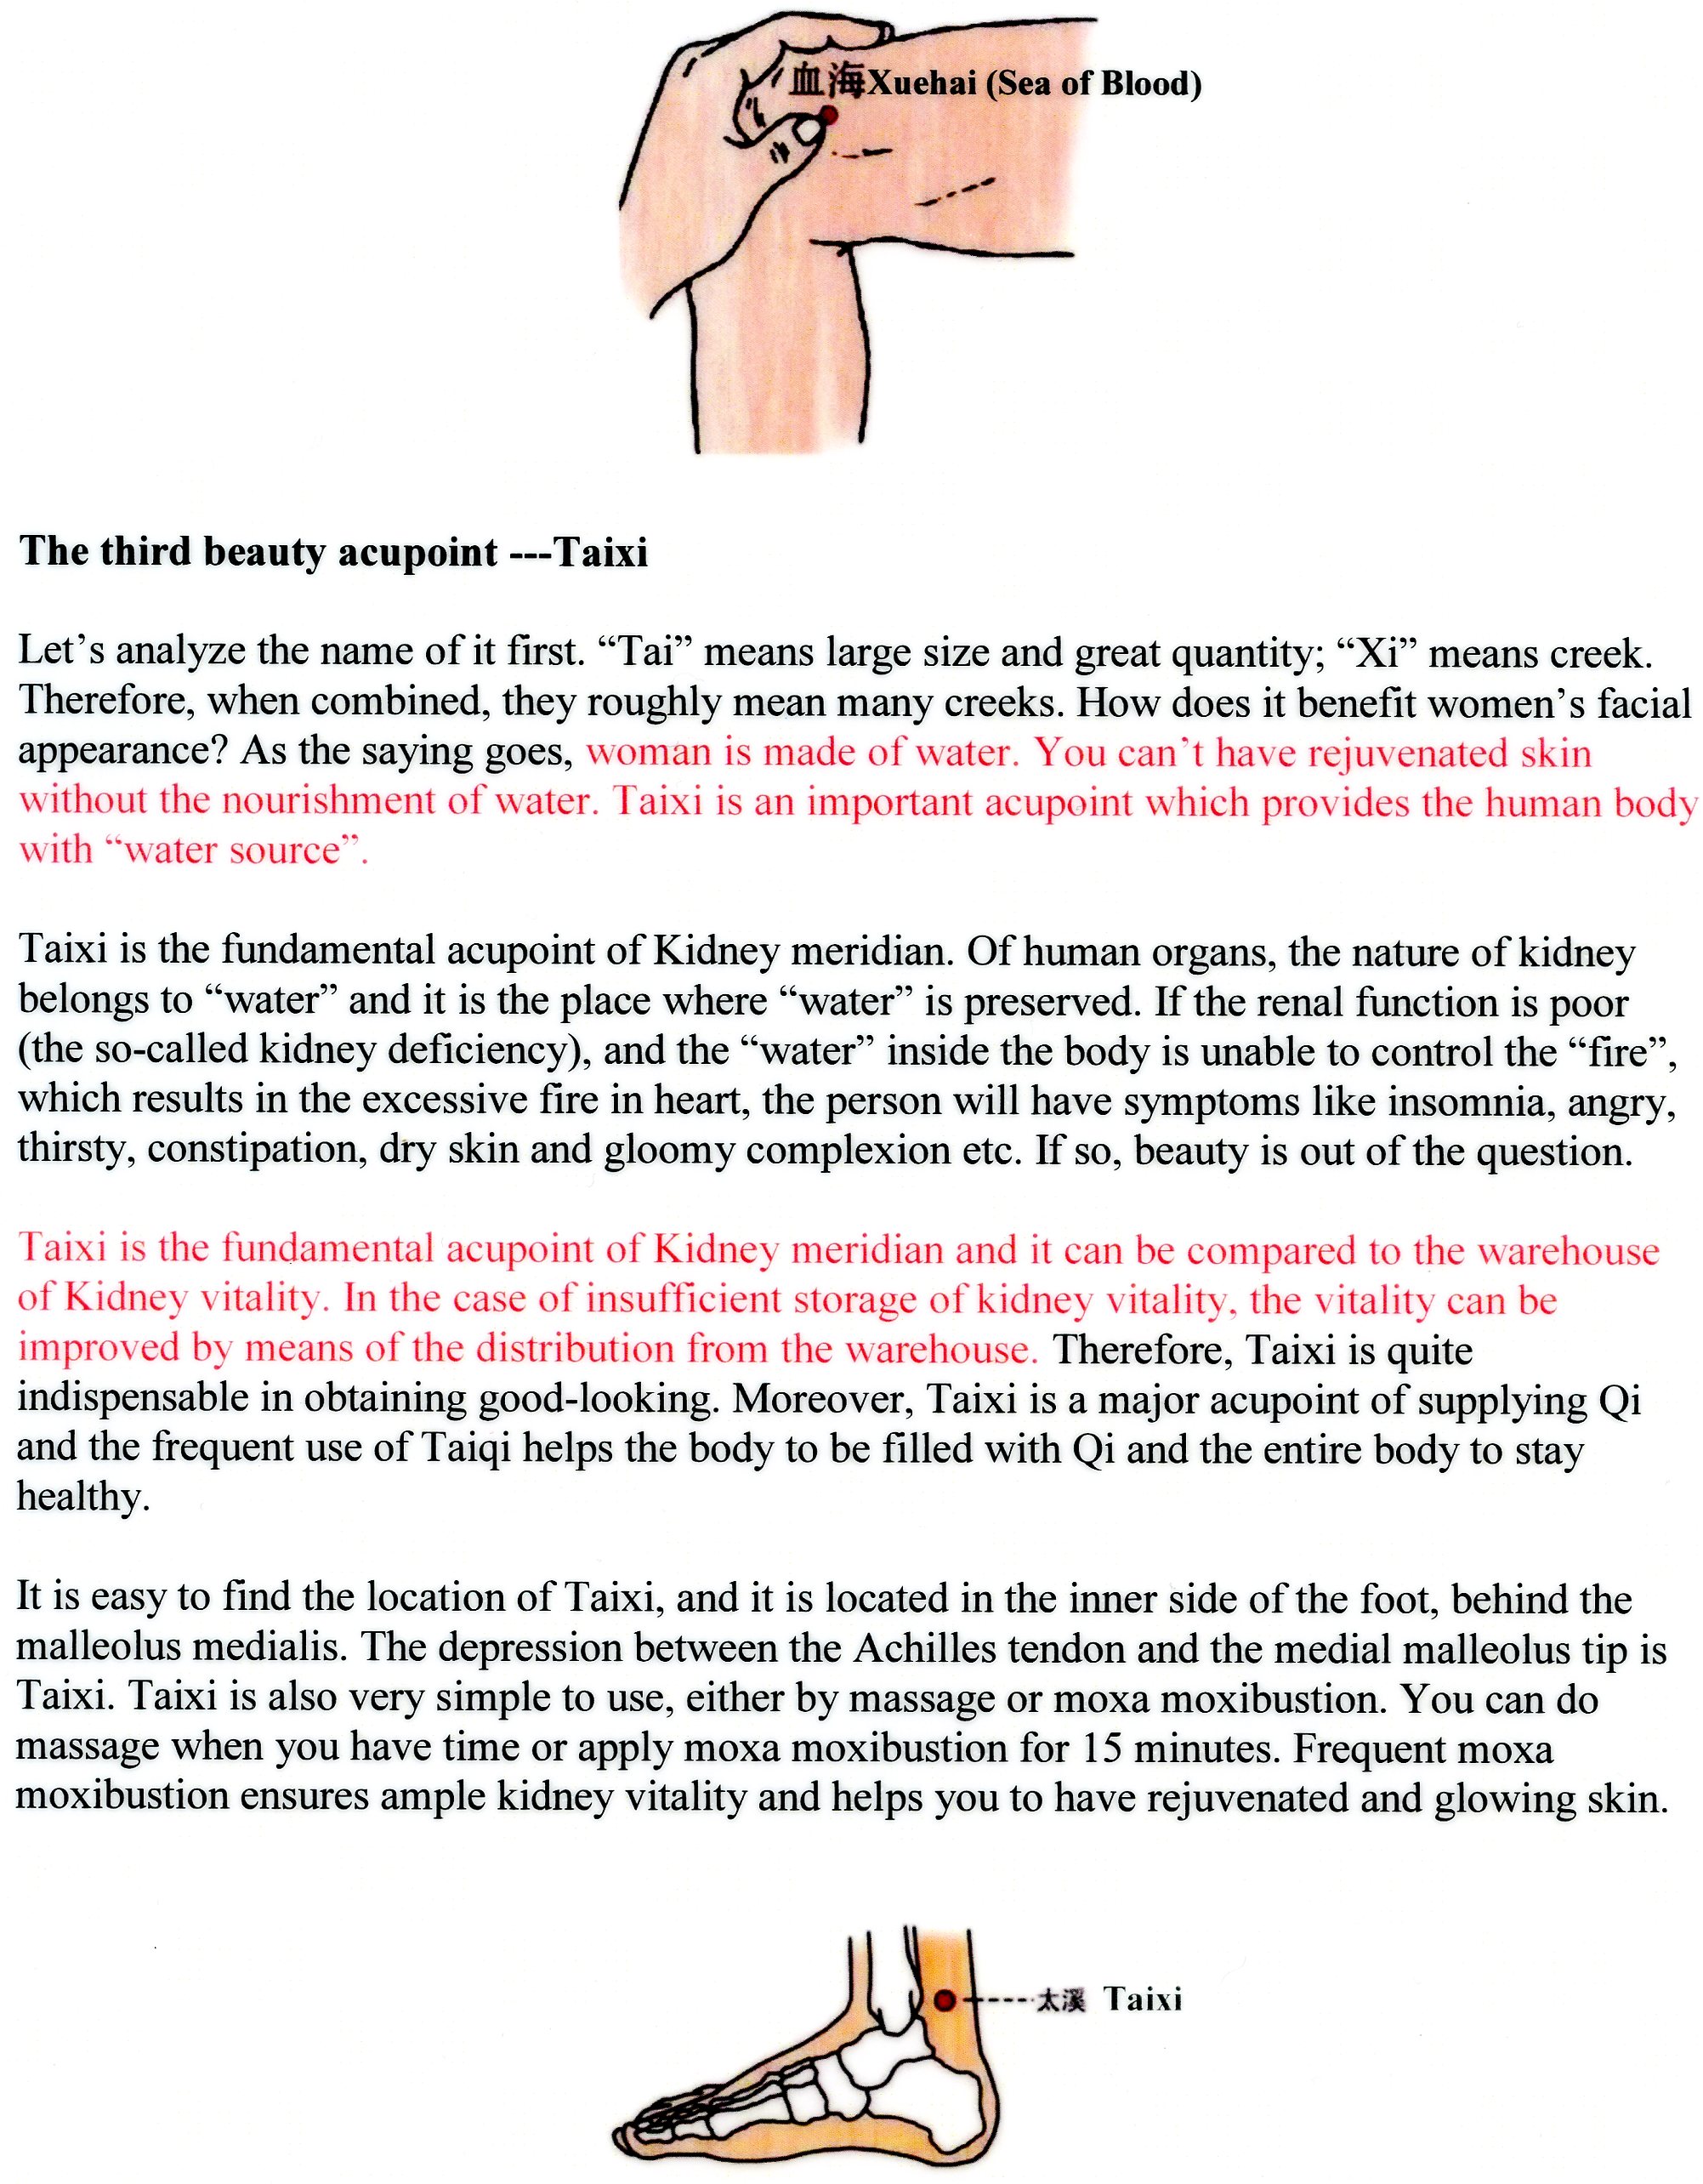 血海Xuehai (Sea of Blood)
The third beauty acupoint ---Taixi
Let’s analyze the name of it first. “Tai” means large size and great quantity; “Xi” means creek.
Therefore, when combined, they roughly mean many creeks. How does it benefit women’s facial
appearance? As the saying goes, woman is made of water. You can’t have rejuvenated skin
without the nourishment of water. Taixi is an important acupoint which provides the human body
with “water source”.
Taixi is the fundamental acupoint of Kidney meridian. Of human organs, the nature of kidney
belongs to “water” and it is the place where “water” is preserved. If the renal function is poor
(the so-called kidney deficiency), and the “water” inside the body is unable to control the “fire”,
which results in the excessive fire in heart, the person will have symptoms like insomnia, angry,
thirsty, constipation, dry skin and gloomy complexion etc. If so, beauty is out of the question.
Taixi is the fundamental acupoint of Kidney meridian and it can be compared to the warehouse
of Kidney vitality. In the case of insufficient storage of kidney vitality, the vitality can be
improved by means of the distribution from the warehouse. Therefore, Taixi is quite
indispensable in obtaining good-looking. Moreover, Taixi is a major acupoint of supplying Qi
and the frequent use of Taiqi helps the body to be filled with Qi and the entire body to stay
healthy.
It is easy to find the location of Taixi, and it is located in the inner side of the foot, behind the
malleolus medialis. The depression between the Achilles tendon and the medial malleolus tip is
Taixi. Taixi is also very simple to use, either by massage or moxa moxibustion. You can do
massage when you have time or apply moxa moxibustion for 15 minutes. Frequent moxa
moxibustion ensures ample kidney vitality and helps you to have rejuvenated and glowing skin.
太溪 Taixi